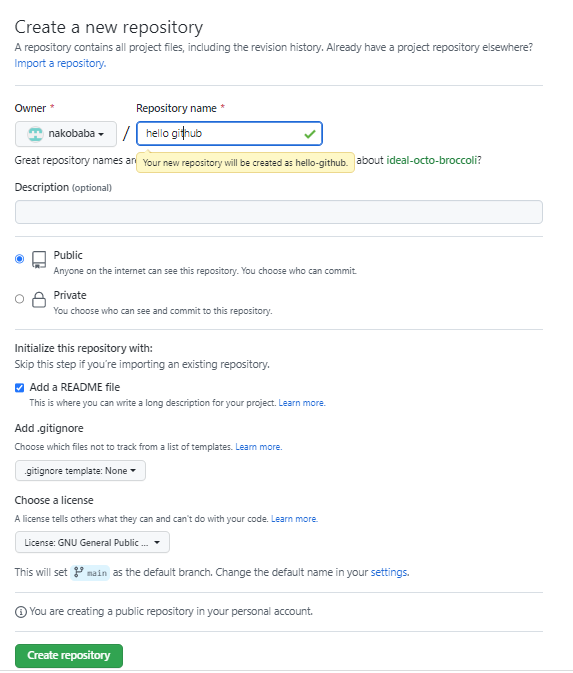 Create a new repository
A repository contains all project files, including the revision history. Already have a project repository elsewhere?
Import a repository.
Owner *
Repository name *
nakobaba
/
hello github
Great repository names are
Your new repository will be created as hello-github.
about ideal-octo-broccoli?
Description (optional)
Public
Anyone on the internet can see this repository. You choose who can commit.
Private
You choose who can see and commit to this repository.
Initialize this repository with:
Skip this step if you're importing an existing repository.
Add a README file
This is where you can write a long description for your project. Learn more.
Add .gitignore
Choose which files not to track from a list of templates. Learn more.
.gitignore template: None
Choose a license
A license tells others what they can and can't do with your code. Learn more.
License: GNU General Public ...
This will set main as the default branch. Change the default name in your settings.
You are creating a public repository in your personal account.
Create repository